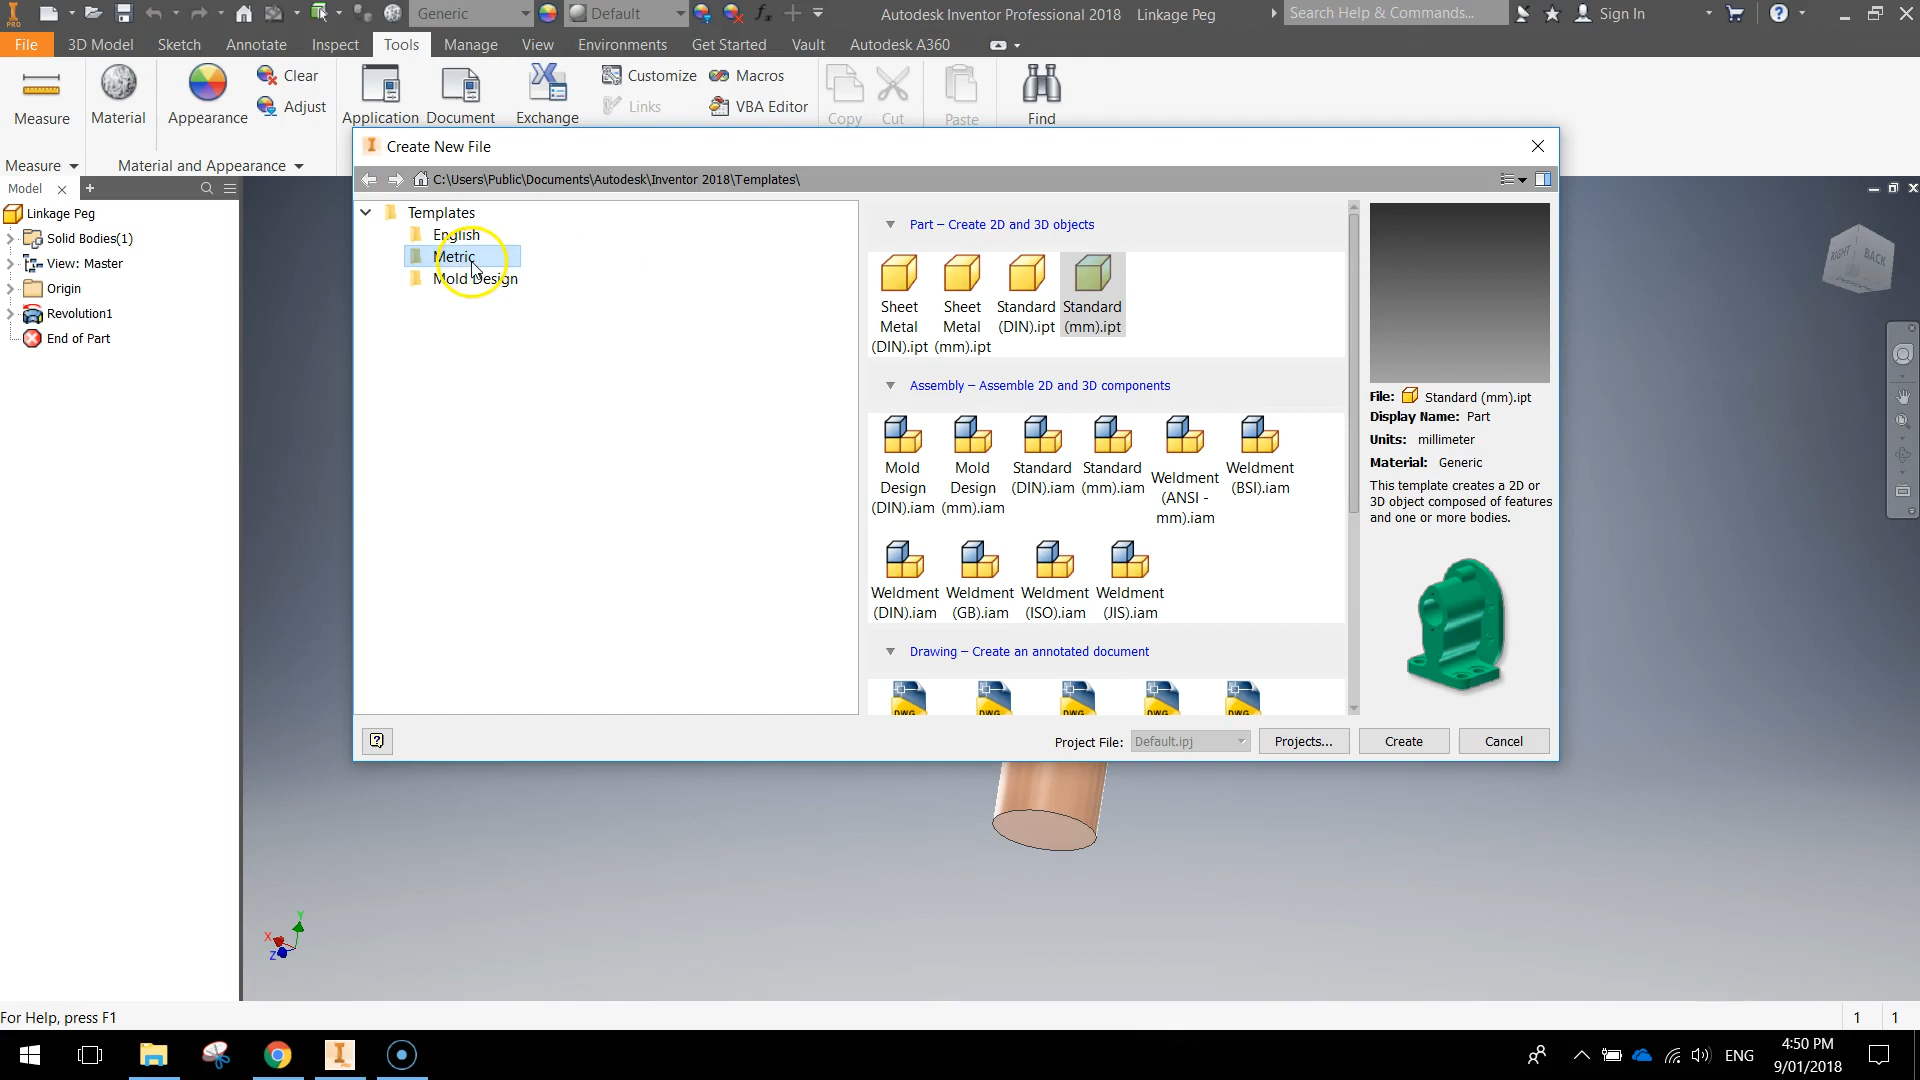 PRO
Generic
Default
Autodesk Inventor Professional 2018 Linkage Peg
Search Help & Commands...
Sign In
File 3D Model Sketch Annotate Inspect Tools Manage View Environments Get Started Vault Autodesk A360
Measure
Material
Appearance
Clear
Adjust
Application
Document
Exchange
Customize
Links
Macros
VBA Editor
Copy
Cut
Paste
Find
Measure
Material and Appearance
Model
Linkage Peg
Solid Bodies(1)
View: Master
Origin
Revolution1
End of Part
Create New File
C:\Users\Public\Documents\Autodesk\Inventor 2018\Templates\
Templates
English
Metric
Mold Design
Part – Create 2D and 3D objects
Sheet Metal (DIN).ipt
Sheet Metal (mm).ipt
Standard (DIN).ipt
Standard (mm).ipt
Assembly – Assemble 2D and 3D components
Mold Design (DIN).iam
Mold Design (mm).iam
Standard (DIN).iam
Standard (mm).iam
Weldment (ANSI - mm).iam
Weldment (BSI).iam
Weldment (DIN).iam
Weldment (GB).iam
Weldment (ISO).iam
Weldment (JIS).iam
Drawing – Create an annotated document
DWG DWG DWG DWG DWG
File: Standard (mm).ipt
Display Name: Part
Units: millimeter
Material: Generic
This template creates a 2D or
3D object composed of features
and one or more bodies.
Project File: Default.ipj
Projects...
Create
Cancel
RIGHT
BACK
X
Y
Z
For Help, press F1
1 1
ENG
4:50 PM
9/01/2018